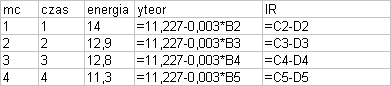 mc czas energia yteor IR
1 1 14 =11,227-0,003*B2 =C2-D2
2 2 12,9 =11,227-0,003*B3 =C3-D3
3 3 12,8 =11,227-0,003*B4 =C4-D4
4 4 11,3 =11,227-0,003*B5 =C5-D5